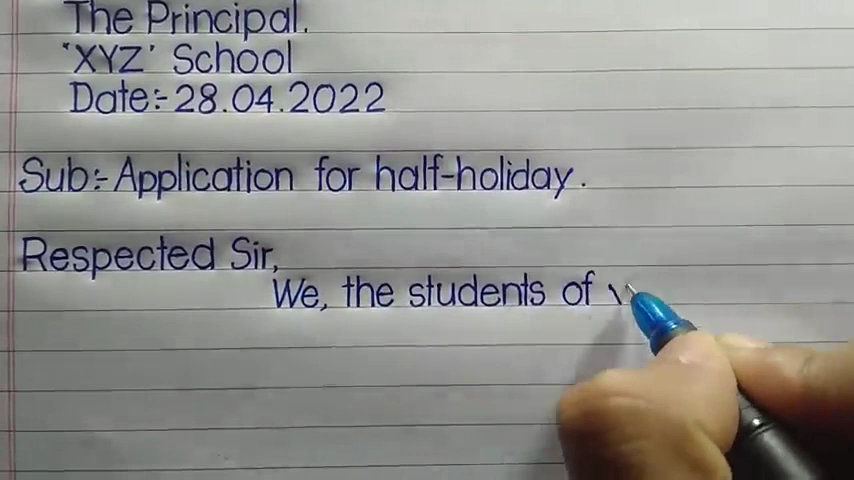 The Principal.
'XYZ' School
Date:-28.04.2022
Sub:- Application for half-holiday.
Respected Sir,
We, the students of